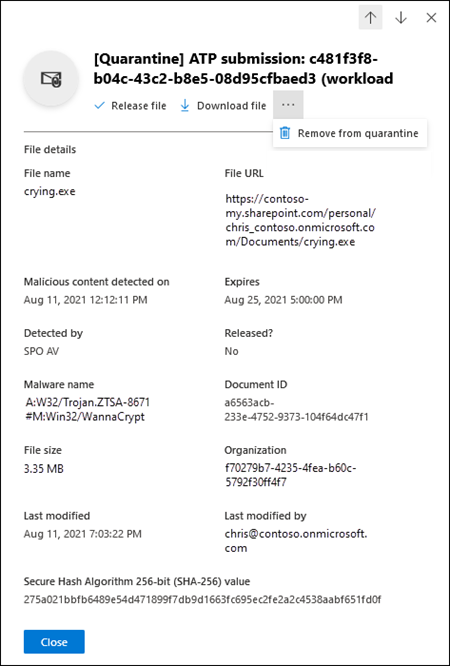 [Quarantine] ATP submission: c481f3f8-
b04c-43c2-b8e5-08d95cfbaed3 (workload
Release file
Download file
...
Remove from quarantine
File details
File name
crying.exe
File URL
https://contoso-
my.sharepoint.com/personal/
chris_contoso.onmicrosoft.co
m/Documents/crying.exe
Malicious content detected on
Aug 11, 2021 12:12:11 PM
Expires
Aug 25, 2021 5:00:00 PM
Detected by
SPO AV
Released?
No
Malware name
A:W32/Trojan.ZTSA-8671
#M:Win32/WannaCrypt
Document ID
a6563acb-
233e-4752-9373-104f64dc47f1
File size
3.35 MB
Organization
f70279b7-4235-4fea-b60c-
5792f30ff4f7
Last modified
Aug 11, 2021 7:03:22 PM
Last modified by
chris@contoso.onmicrosoft.
com
Secure Hash Algorithm 256-bit (SHA-256) value
275a021bbfb6489e54d471899f7db9d1663fc695ec2fe2a2c4538aabf651fd0f
Close